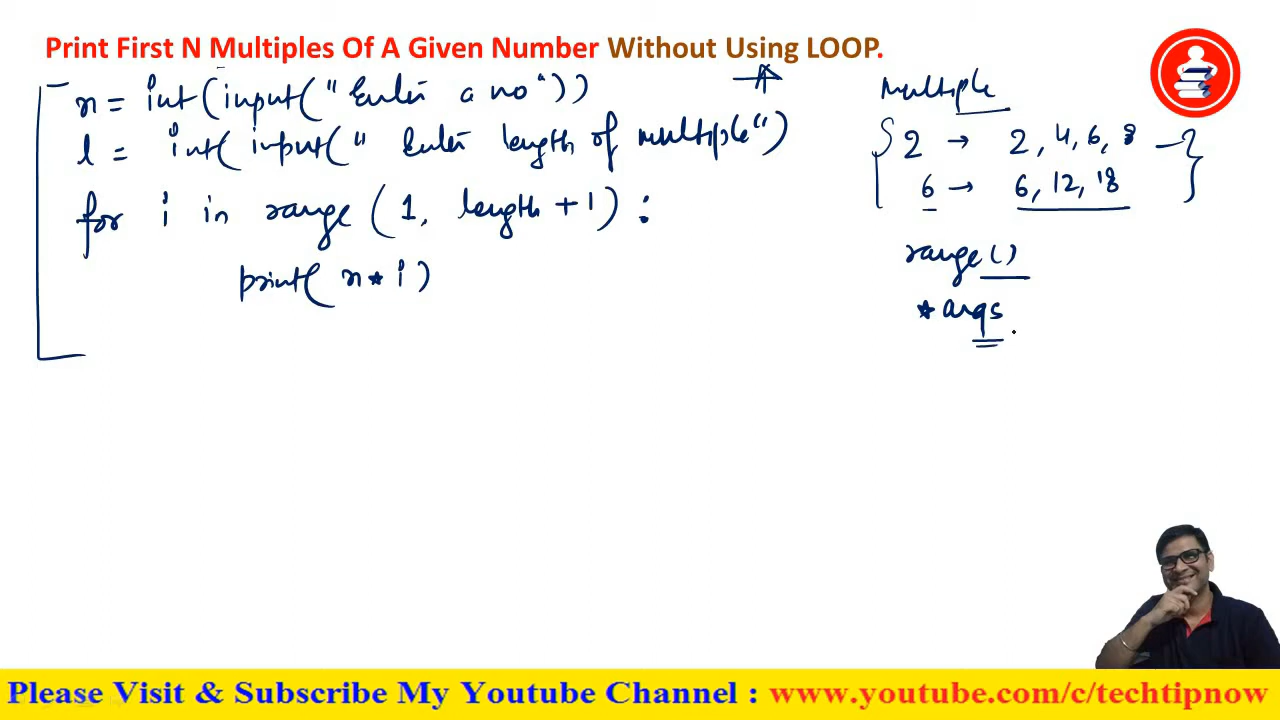 Print First N Multiples Of A Given Number Without Using LOOP.
n = int(input("Enter a no"))
l = int(input(" Enter length of multiple")
for i in range (1, length +1) :
print( n * i )
Multiple
2 → 2, 4, 6, 8 -
6 → 6, 12, 18
range()
* args
Please Visit & Subscribe My Youtube Channel : www.youtube.com/c/techtipnow